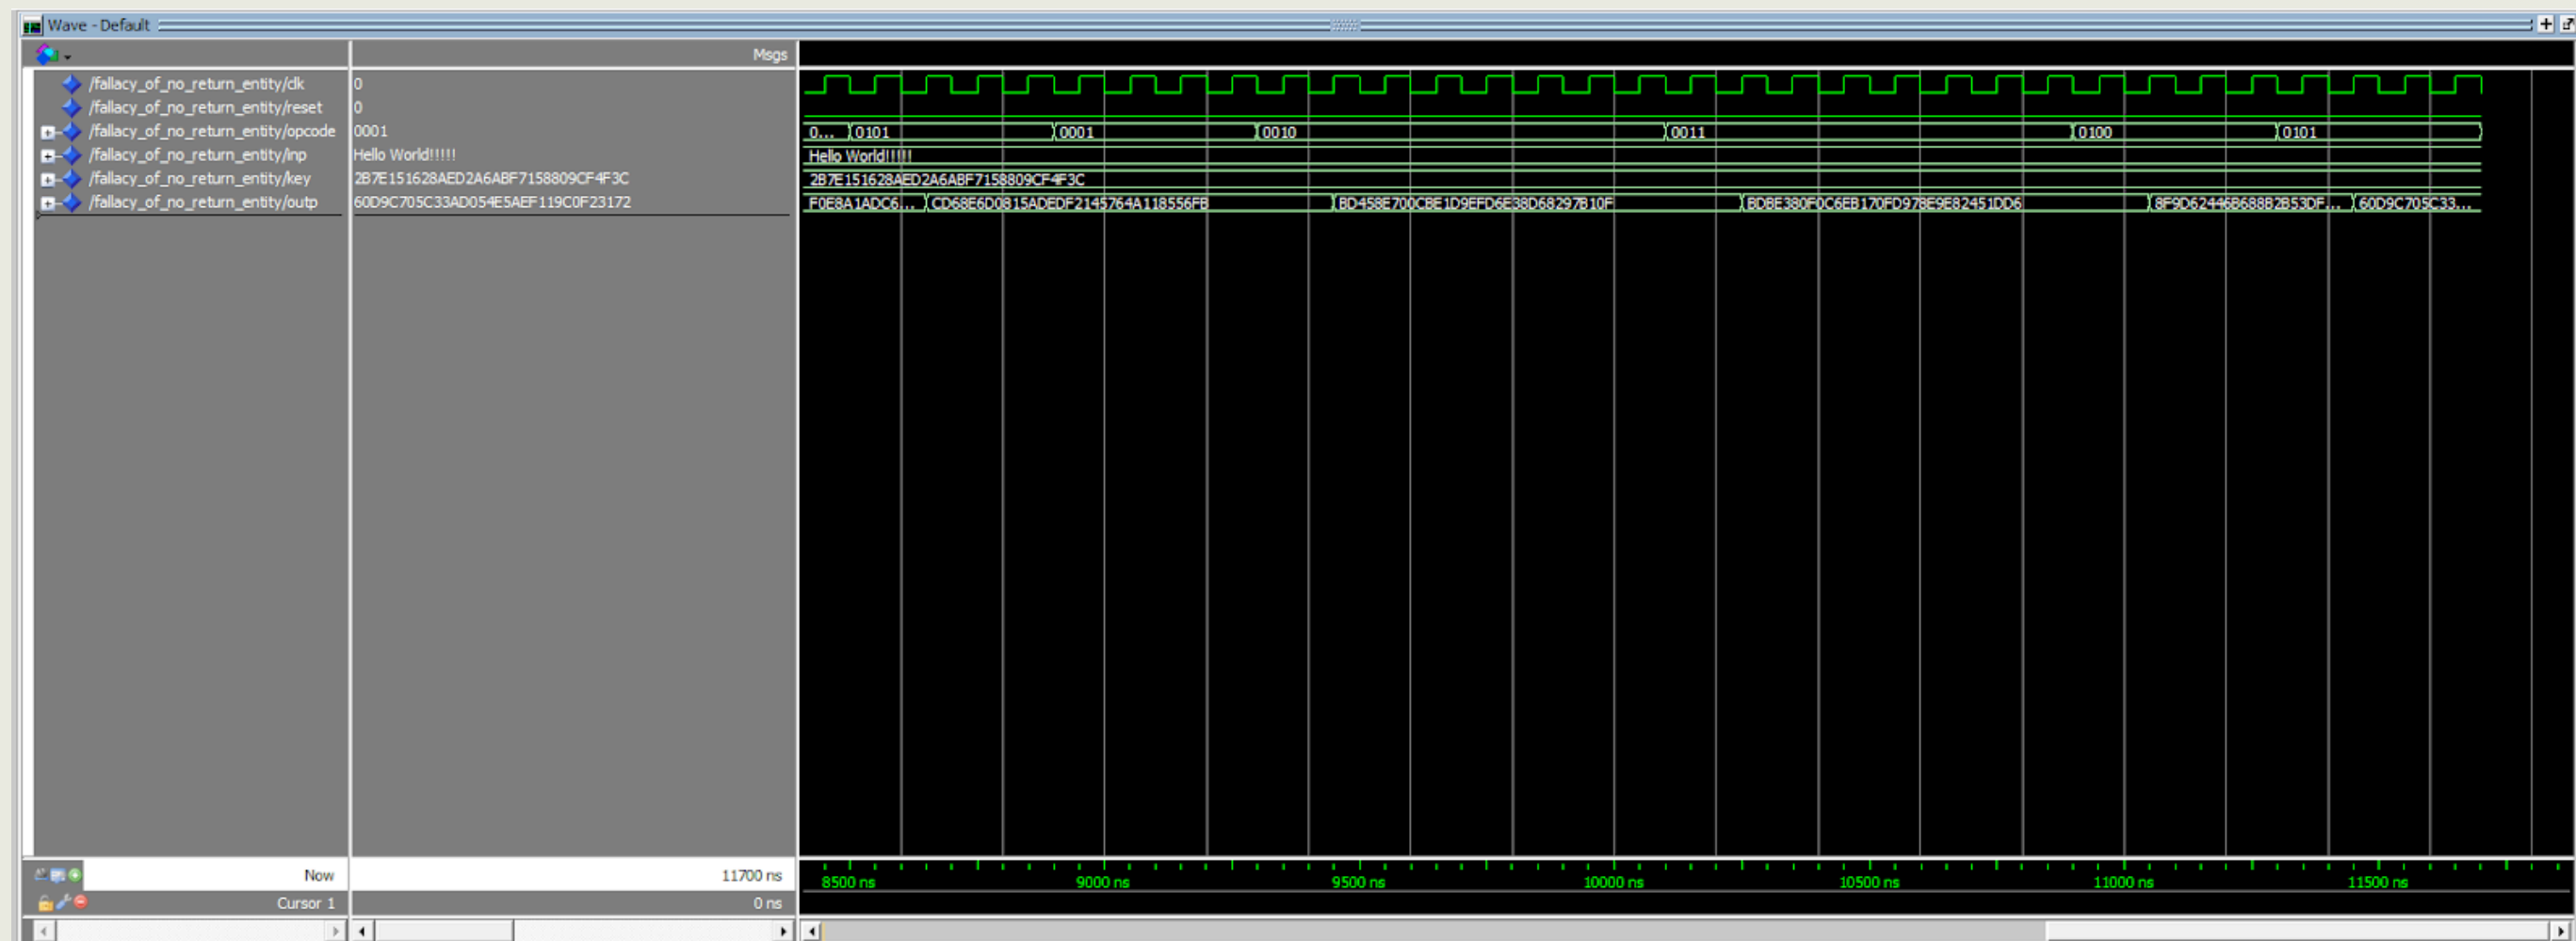 Wave - Default
Msgs
/fallacy_of_no_return_entity/clk 0
/fallacy_of_no_return_entity/reset 0
/fallacy_of_no_return_entity/opcode 0001 0... 0101 0001 0010 0011 0100 0101
/fallacy_of_no_return_entity/inp Hello World!!!!! Hello World!!!!!
/fallacy_of_no_return_entity/key 2B7E151628AED2A6ABF7158809CF4F3C 2B7E151628AED2A6ABF7158809CF4F3C
/fallacy_of_no_return_entity/outp 60D9C705C33AD054E5AEF119C0F23172 F0E8A1ADC6... CD68E6D0815ADEDF2145764A118556FB BD458E700CBE1D9EFD6E38D68297B10F BDBE380F0C6EB170FD978E9E82451DD6 8F9D62446B688B2B53DF... 60D9C705C33...
Now 11700 ns 8500 ns 9000 ns 9500 ns 10000 ns 10500 ns 11000 ns 11500 ns
Cursor 1 0 ns